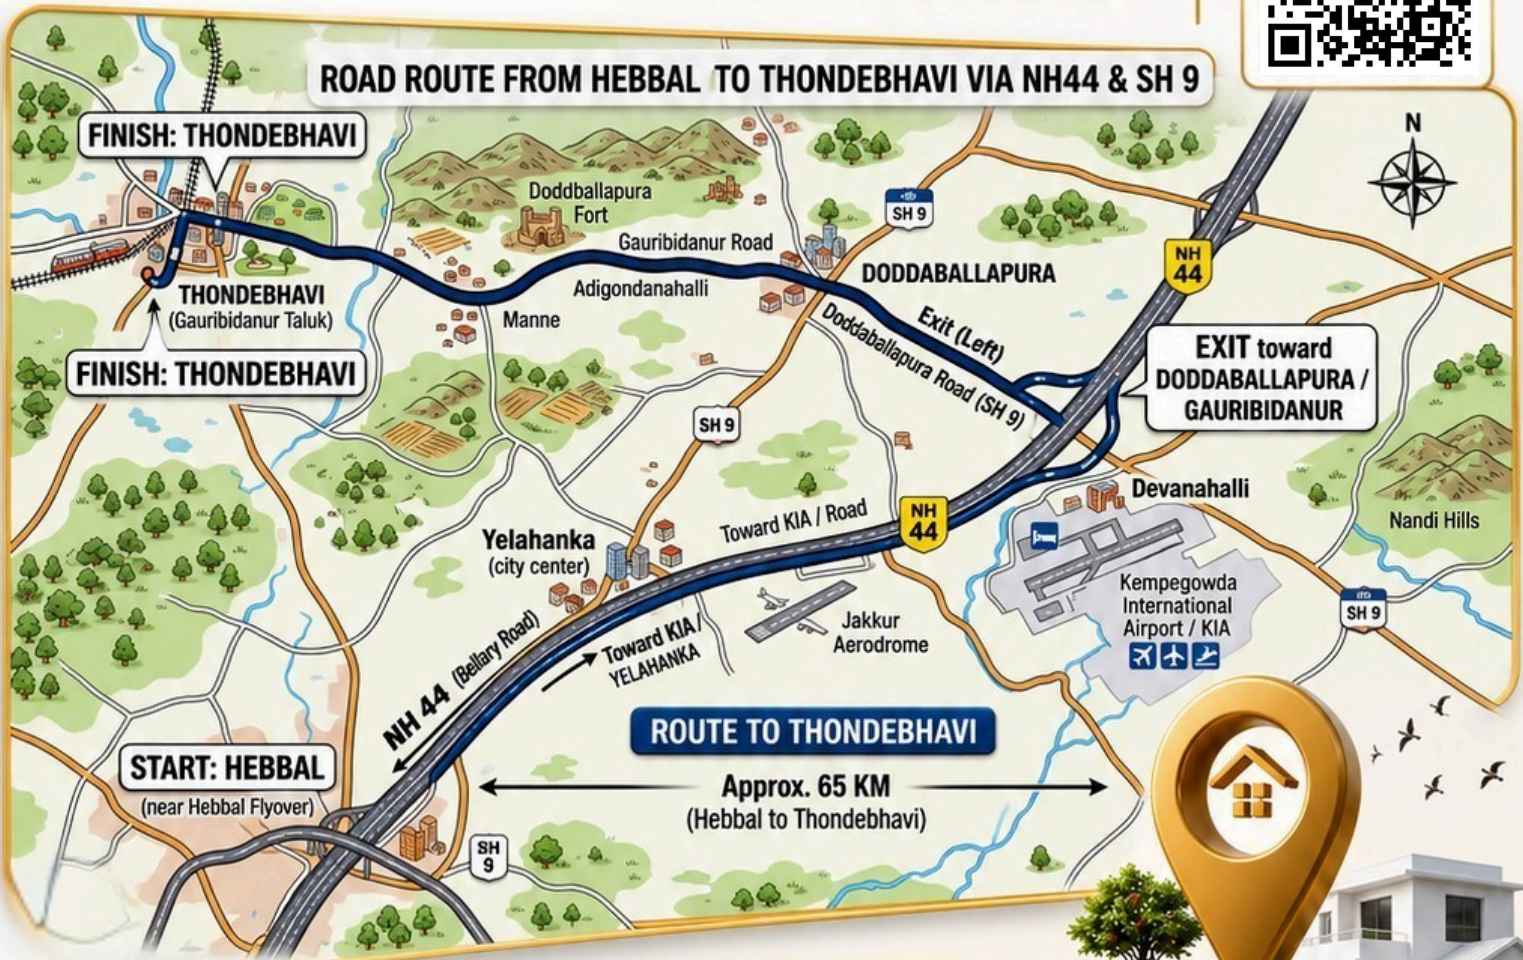 ROAD ROUTE FROM HEBBAL TO THONDEBHAVI VIA NH44 & SH 9
N
FINISH: THONDEBHAVI
Doddballapura
Fort
SH 9
Gauribidanur Road
NH
44
DODDABALLAPURA
THONDEBHAVI
(Gauribidanur Taluk)
Adigondanahalli
Manne
Exit (Left)
Doddaballapura Road (SH 9)
EXIT toward
DODDABALLAPURA /
GAURIBIDANUR
FINISH: THONDEBHAVI
SH 9
Devanahalli
NH
44
Toward KIA / Road
Nandi Hills
Yelahanka
(city center)
Kempegowda
International
Airport / KIA
SH 9
Jakkur
Aerodrome
NH 44 (Bellary Road)
Toward KIA /
YELAHANKA
ROUTE TO THONDEBHAVI
START: HEBBAL
(near Hebbal Flyover)
Approx. 65 KM
(Hebbal to Thondebhavi)
SH
9